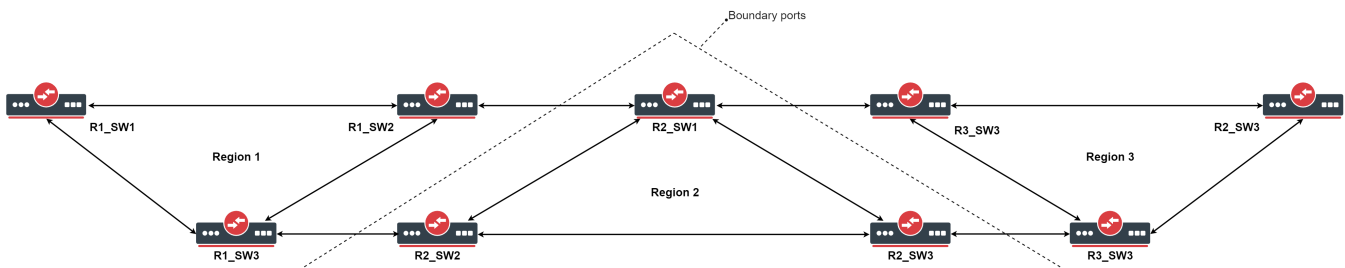 Boundary ports
R1_SW1
R1_SW2
R2_SW1
R3_SW3
R2_SW3
Region 1
Region 3
Region 2
R1_SW3
R2_SW2
R2_SW3
R3_SW3